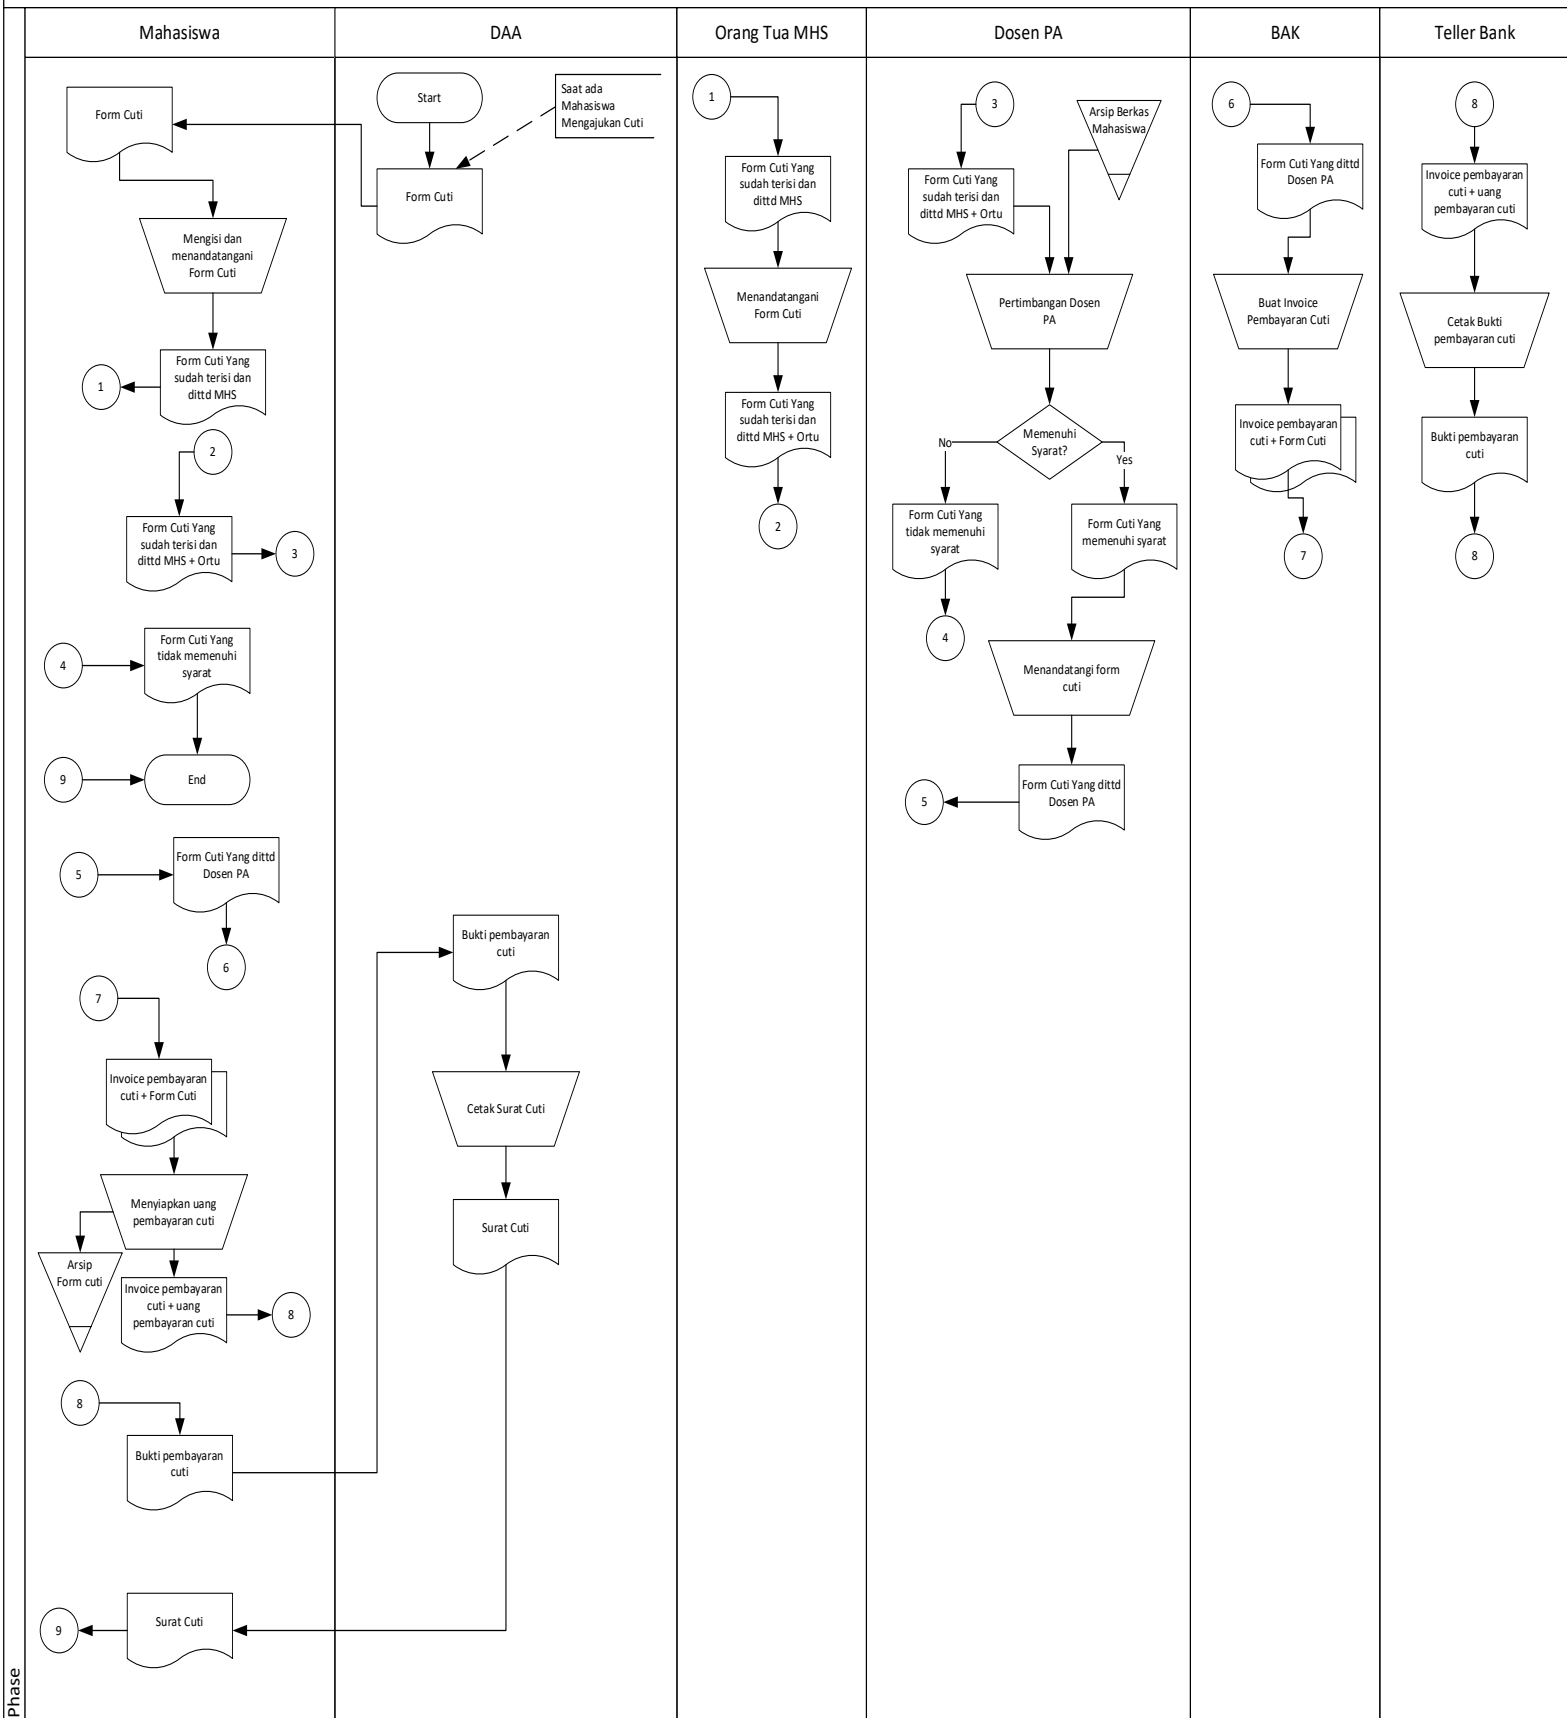 Mahasiswa
DAA
Orang Tua MHS
Dosen PA
BAK
Teller Bank
Form Cuti
Mengisi dan
menandatangani
Form Cuti
Form Cuti Yang
sudah terisi dan
dittd MHS
1
2
Form Cuti Yang
sudah terisi dan
dittd MHS + Ortu
3
4
Form Cuti Yang
tidak memenuhi
syarat
9
End
5
Form Cuti Yang dittd
Dosen PA
6
7
Invoice pembayaran
cuti + Form Cuti
Menyiapkan uang
pembayaran cuti
Arsip
Form cuti
Invoice pembayaran
cuti + uang
pembayaran cuti
8
8
Bukti pembayaran
cuti
Surat Cuti
9
Start
Saat ada
Mahasiswa
Mengajukan Cuti
Form Cuti
Bukti pembayaran
cuti
Cetak Surat Cuti
Surat Cuti
1
Form Cuti Yang
sudah terisi dan
dittd MHS
Menandatangani
Form Cuti
Form Cuti Yang
sudah terisi dan
dittd MHS + Ortu
2
3
Arsip Berkas
Mahasiswa
Form Cuti Yang
sudah terisi dan
dittd MHS + Ortu
Pertimbangan Dosen
PA
Memenuhi
Syarat?
No
Yes
Form Cuti Yang
tidak memenuhi
syarat
Form Cuti Yang
memenuhi syarat
4
Menandatangi form
cuti
Form Cuti Yang dittd
Dosen PA
5
6
Form Cuti Yang dittd
Dosen PA
Buat Invoice
Pembayaran Cuti
Invoice pembayaran
cuti + Form Cuti
7
8
Invoice pembayaran
cuti + uang
pembayaran cuti
Cetak Bukti
pembayaran cuti
Bukti pembayaran
cuti
8
Phase